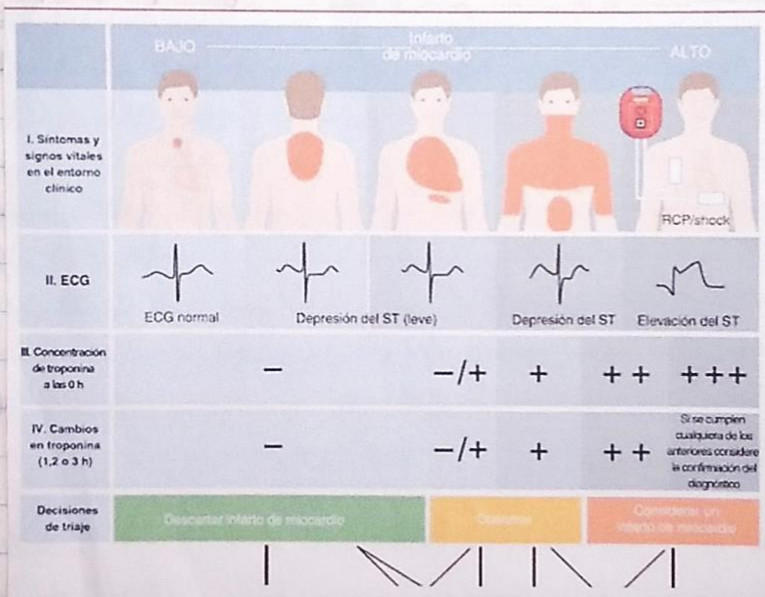 BAJO
Infarto
de miocardio
ALTO
I. Síntomas y
signos vitales
en el entorno
clínico
RCP/shock
II. ECG
ECG normal
Depresión del ST (leve)
Depresión del ST
Elevación del ST
III. Concentración
de troponina
a las 0 h
−
−/+
+
+ +
+++
IV. Cambios
en troponina
(1,2 o 3 h)
−
−/+
+
+ +
Si se cumplen
cualquiera de los
anteriores considere
la confirmación del
diagnóstico
Decisiones
de triaje
Descartar infarto de miocardio
Observar
Considerar un
infarto de miocardio